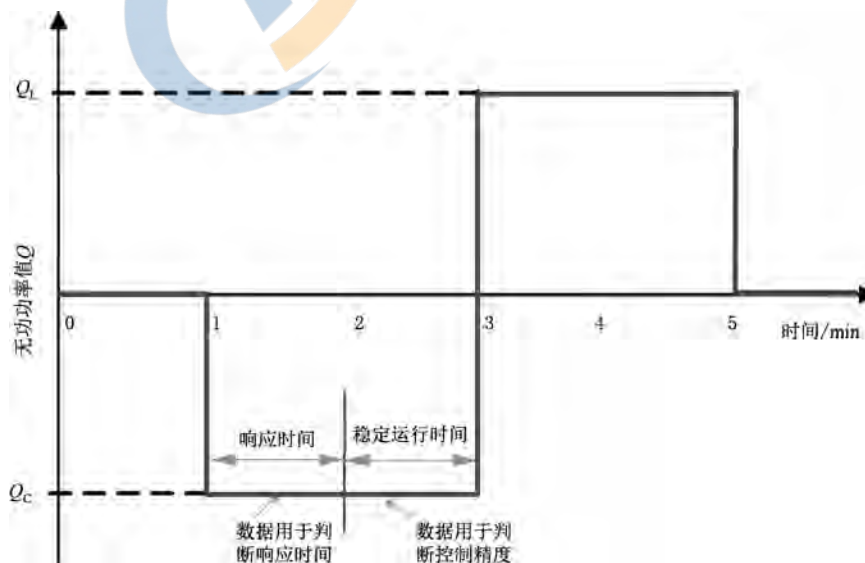 Q_L
无功功率值Q
0
1
2
3
4
5
时间/min
响应时间
稳定运行时间
Q_C
数据用于判
断响应时间
数据用于判
断控制精度